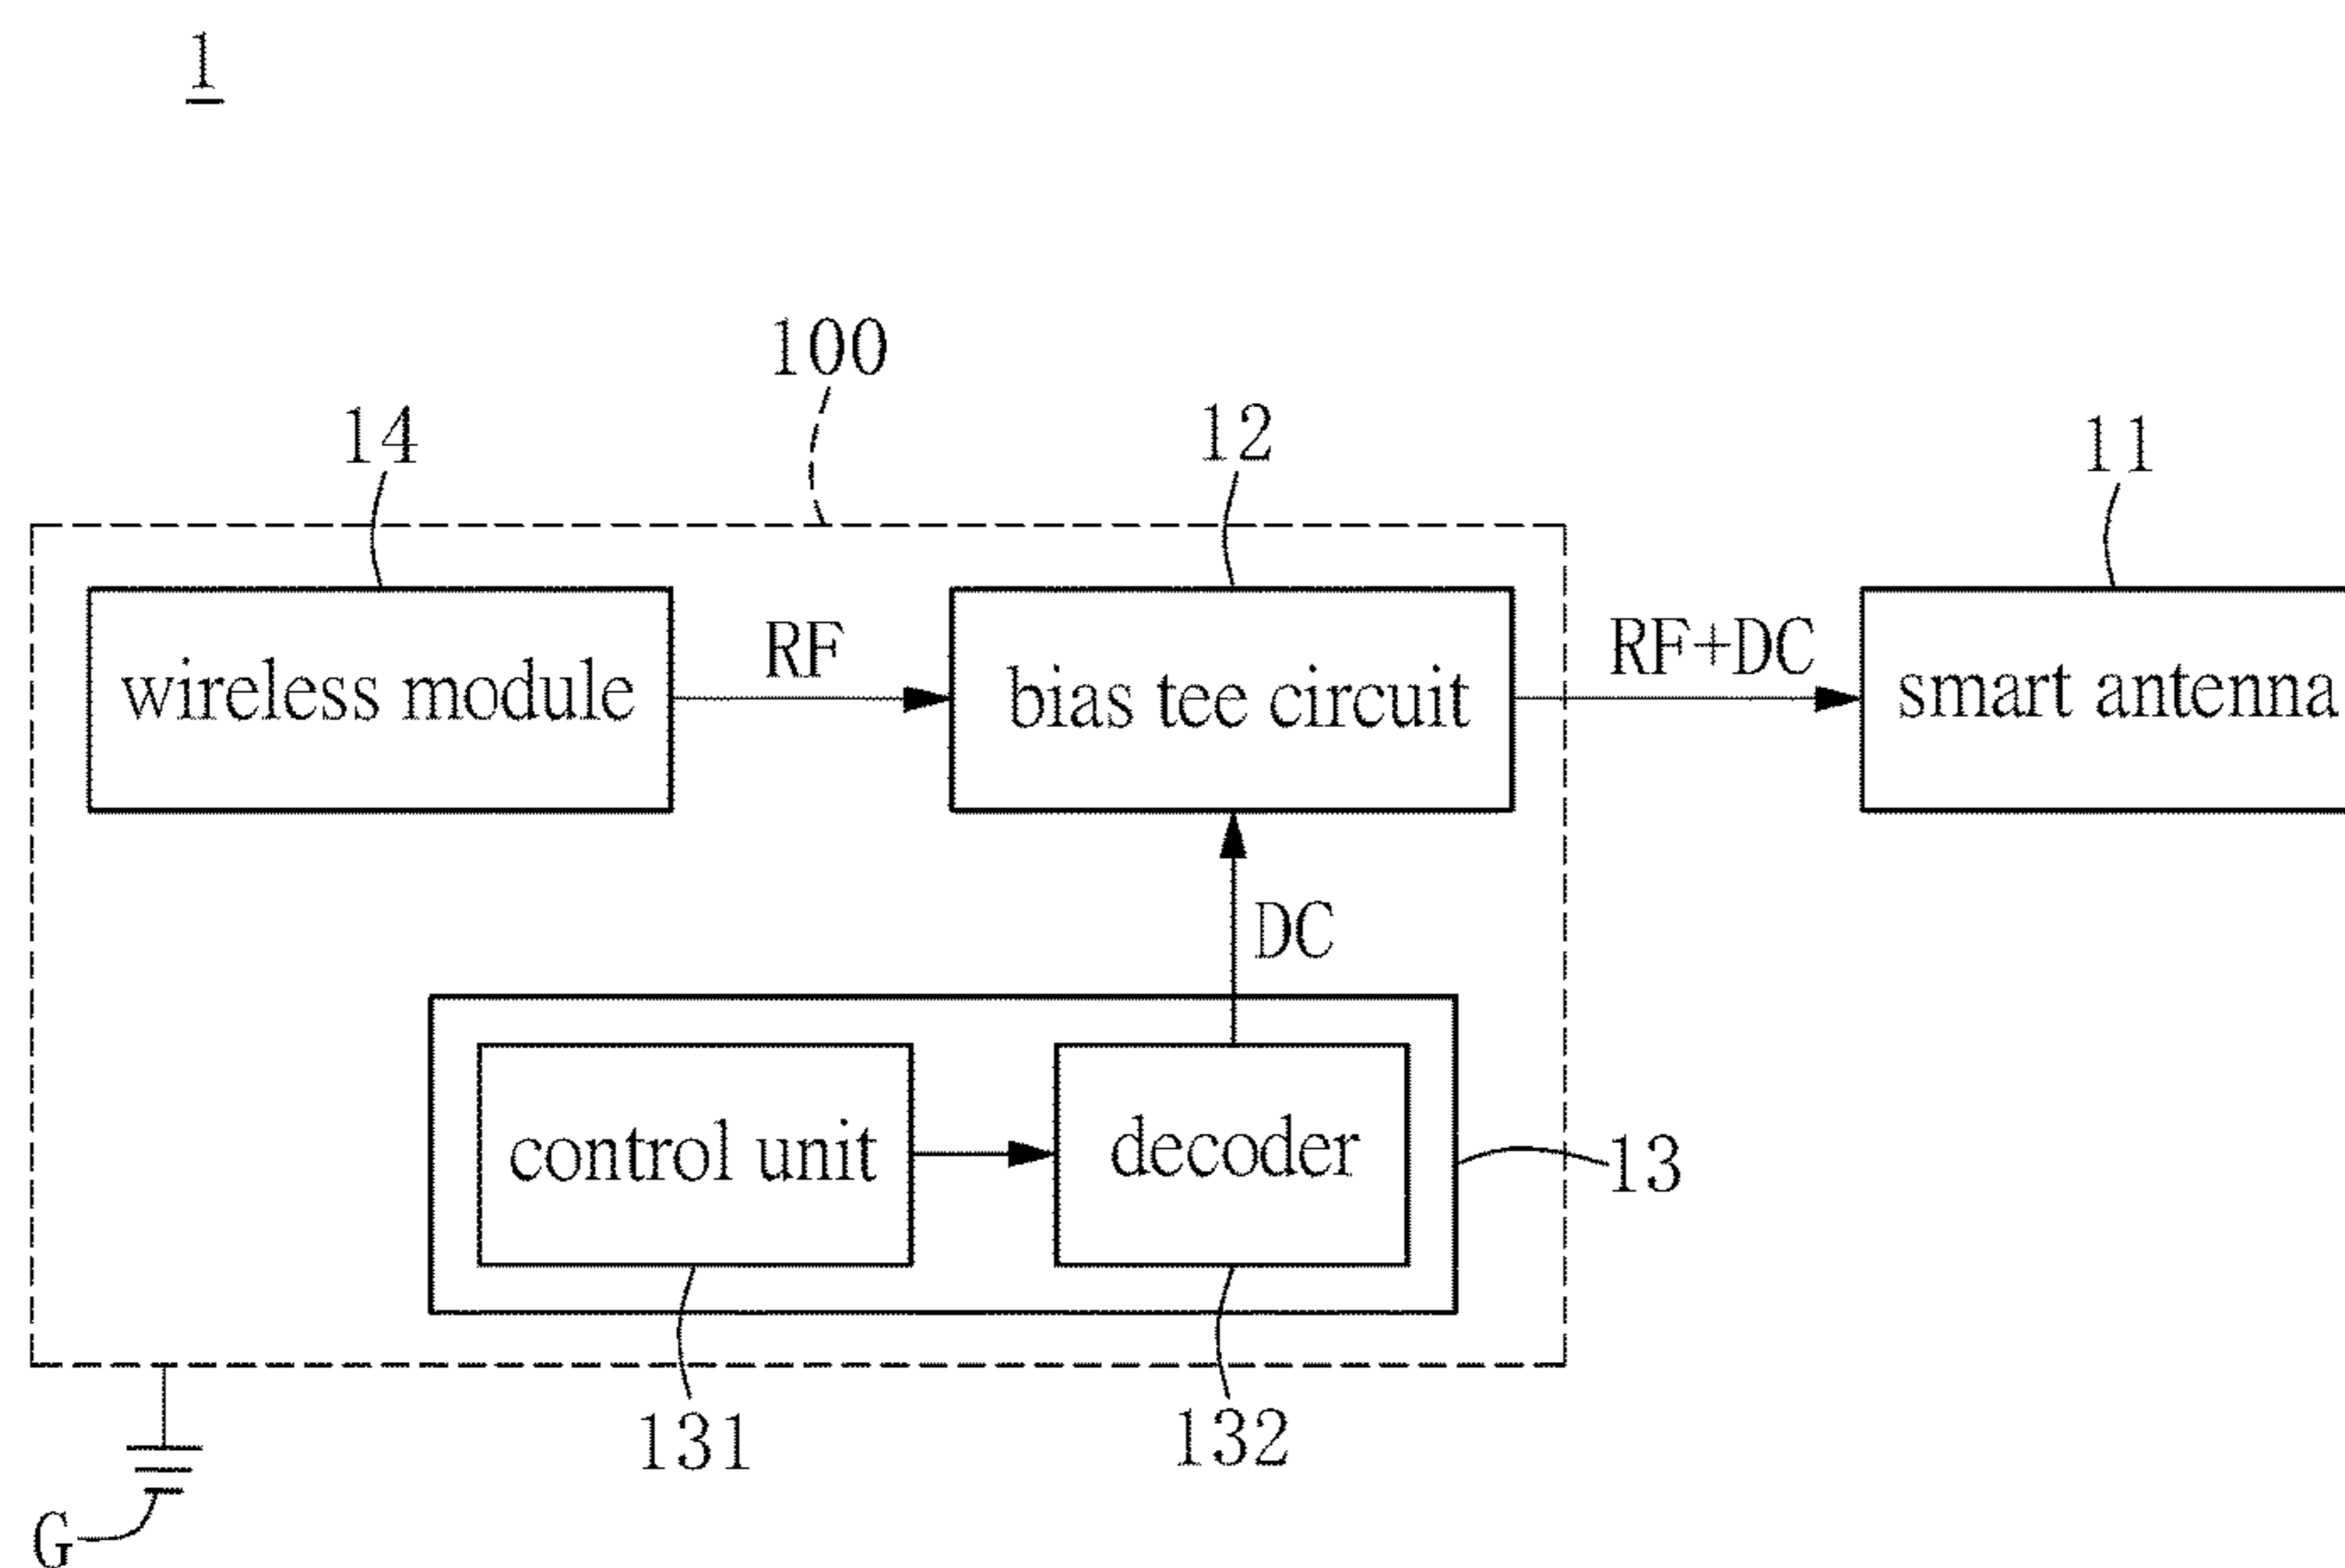 1
100
14
12
11
wireless module
RF
bias tee circuit
RF+DC
smart antenna
DC
control unit
decoder
13
131
132
G